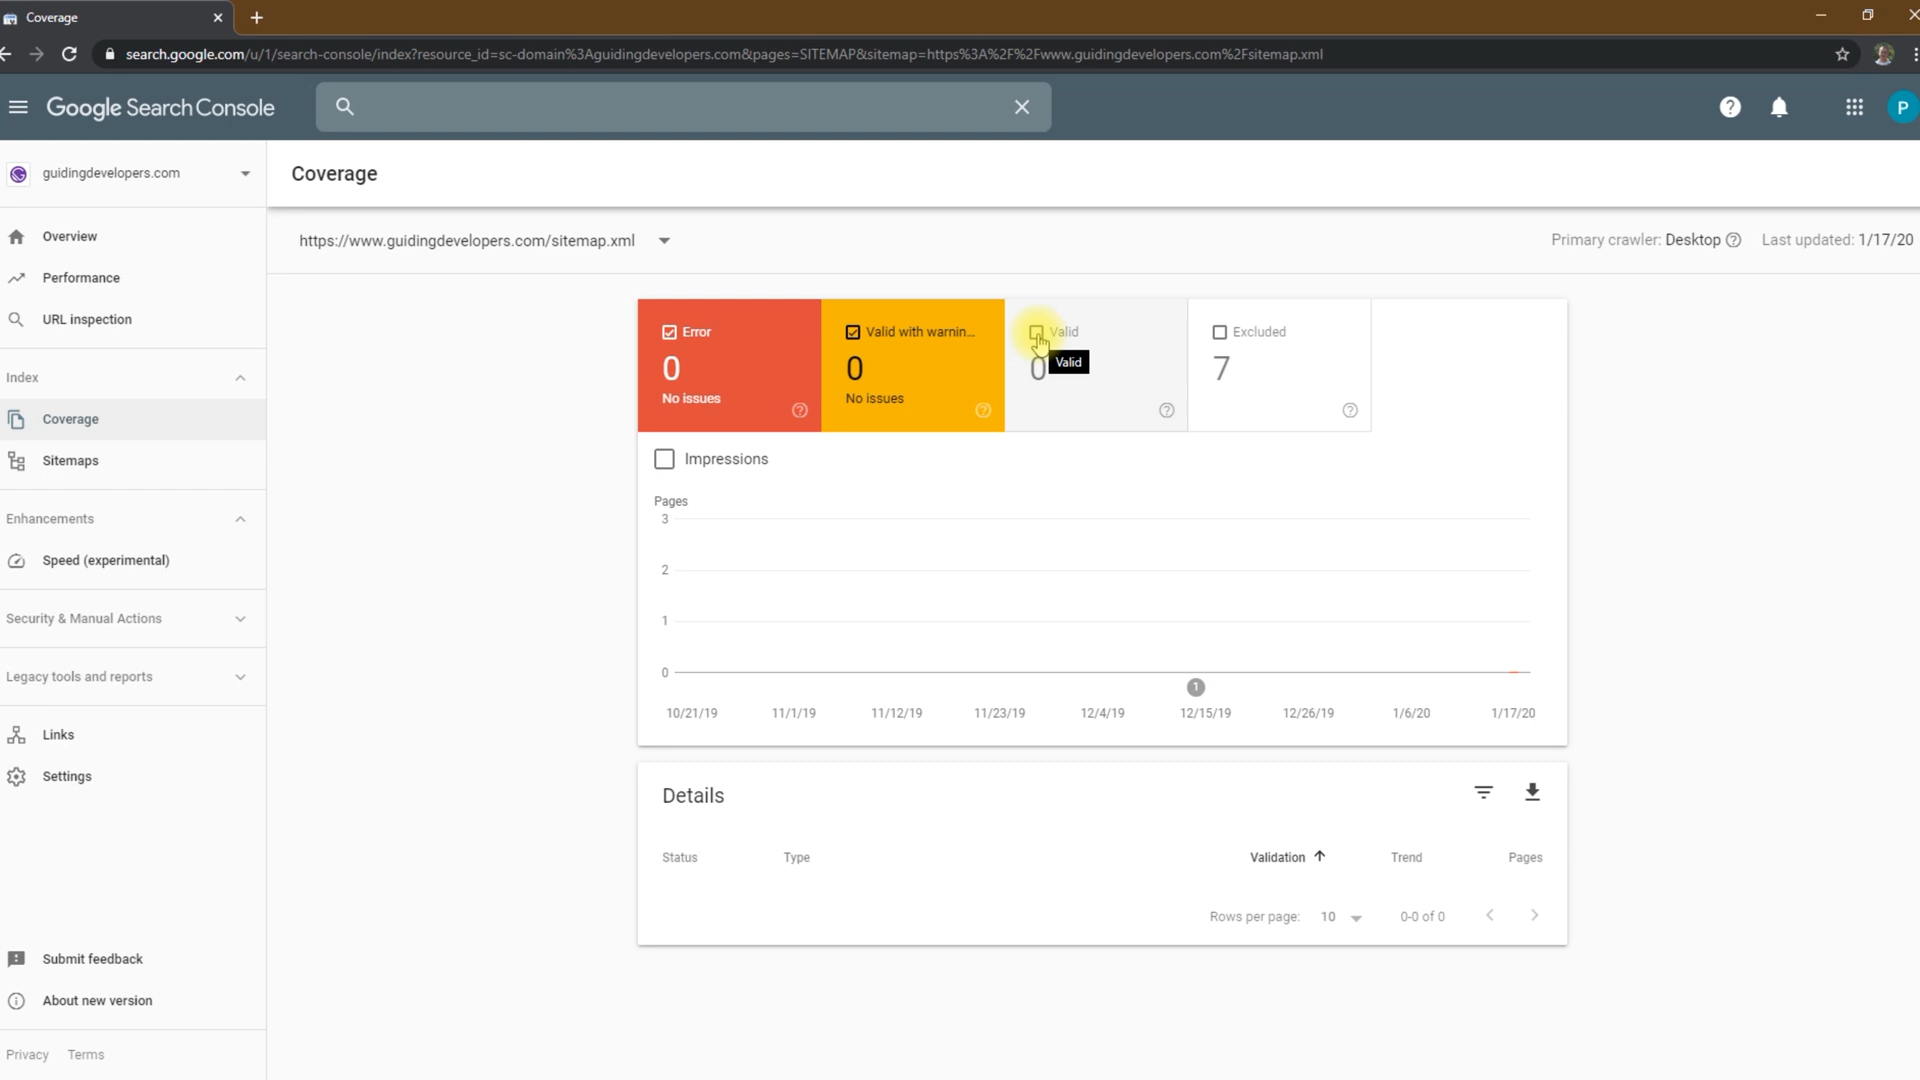 Coverage
search.google.com/u/1/search-console/index?resource_id=sc-domain%3Aguidingdevelopers.com&pages=SITEMAP&sitemap=https%3A%2F%2Fwww.guidingdevelopers.com%2Fsitemap.xml
Google Search Console
P
guidingdevelopers.com
Coverage
Overview
https://www.guidingdevelopers.com/sitemap.xml
Primary crawler: Desktop
Last updated: 1/17/20
Performance
URL inspection
Index
Coverage
Sitemaps
Enhancements
Speed (experimental)
Security & Manual Actions
Legacy tools and reports
Links
Settings
Submit feedback
About new version
Privacy Terms
Error
0
No issues
Valid with warnin...
0
No issues
Valid
0
Valid
Excluded
7
Impressions
Pages
3
2
1
0
1
10/21/19 11/1/19 11/12/19 11/23/19 12/4/19 12/15/19 12/26/19 1/6/20 1/17/20
Details
Status Type Validation Trend Pages
Rows per page: 10 0-0 of 0